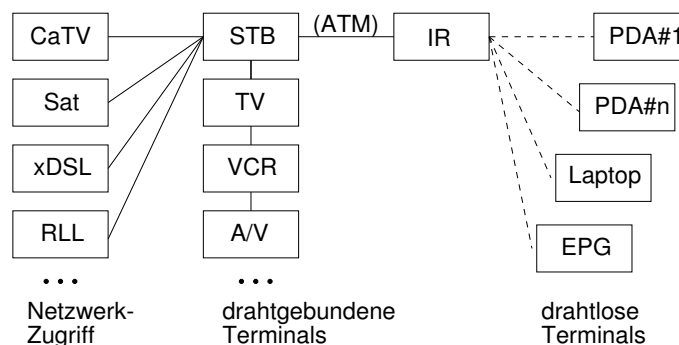 CaTV
STB
(ATM)
IR
PDA#1
Sat
TV
PDA#n
xDSL
VCR
Laptop
RLL
A/V
EPG
• • •
• • •
Netzwerk-
Zugriff
drahtgebundene
Terminals
drahtlose
Terminals